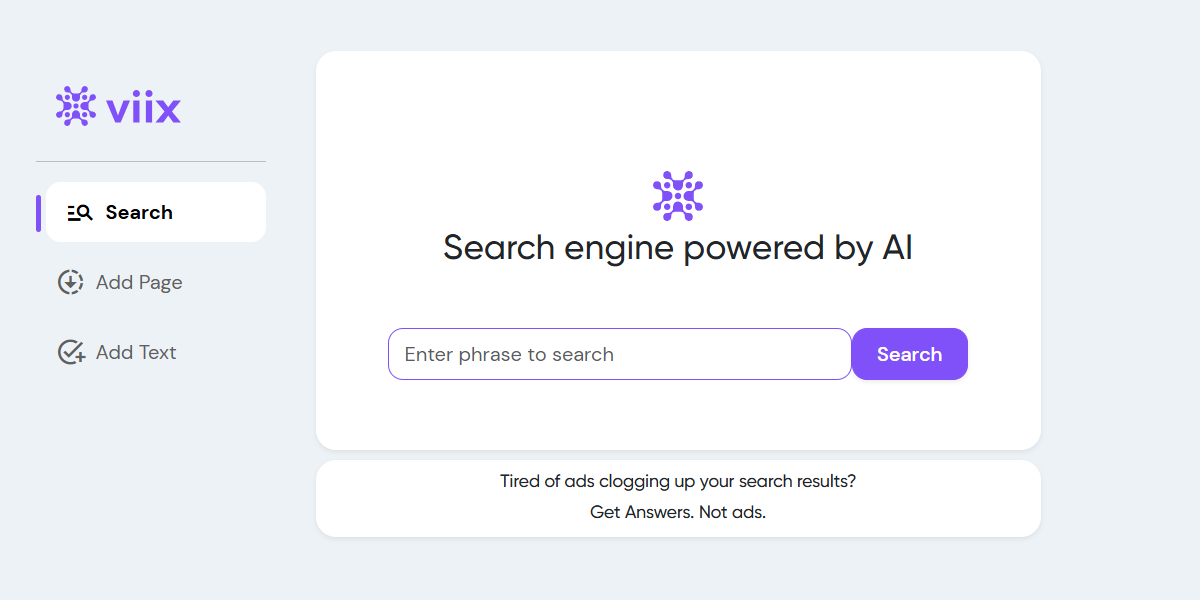 viix
Search
Add Page
Add Text
Search engine powered by AI
Enter phrase to search
Search
Tired of ads clogging up your search results?
Get Answers. Not ads.